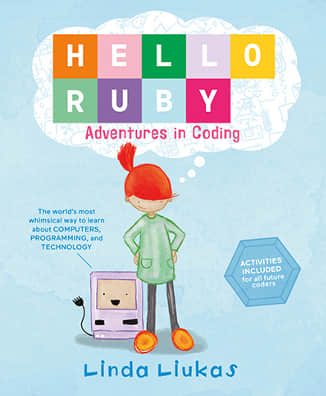 HELLO
RUBY
Adventures in Coding
The world's most
whimsical way to learn
about COMPUTERS,
PROGRAMMING, and
TECHNOLOGY
ACTIVITIES
INCLUDED
for all future
coders
Linda Liukas